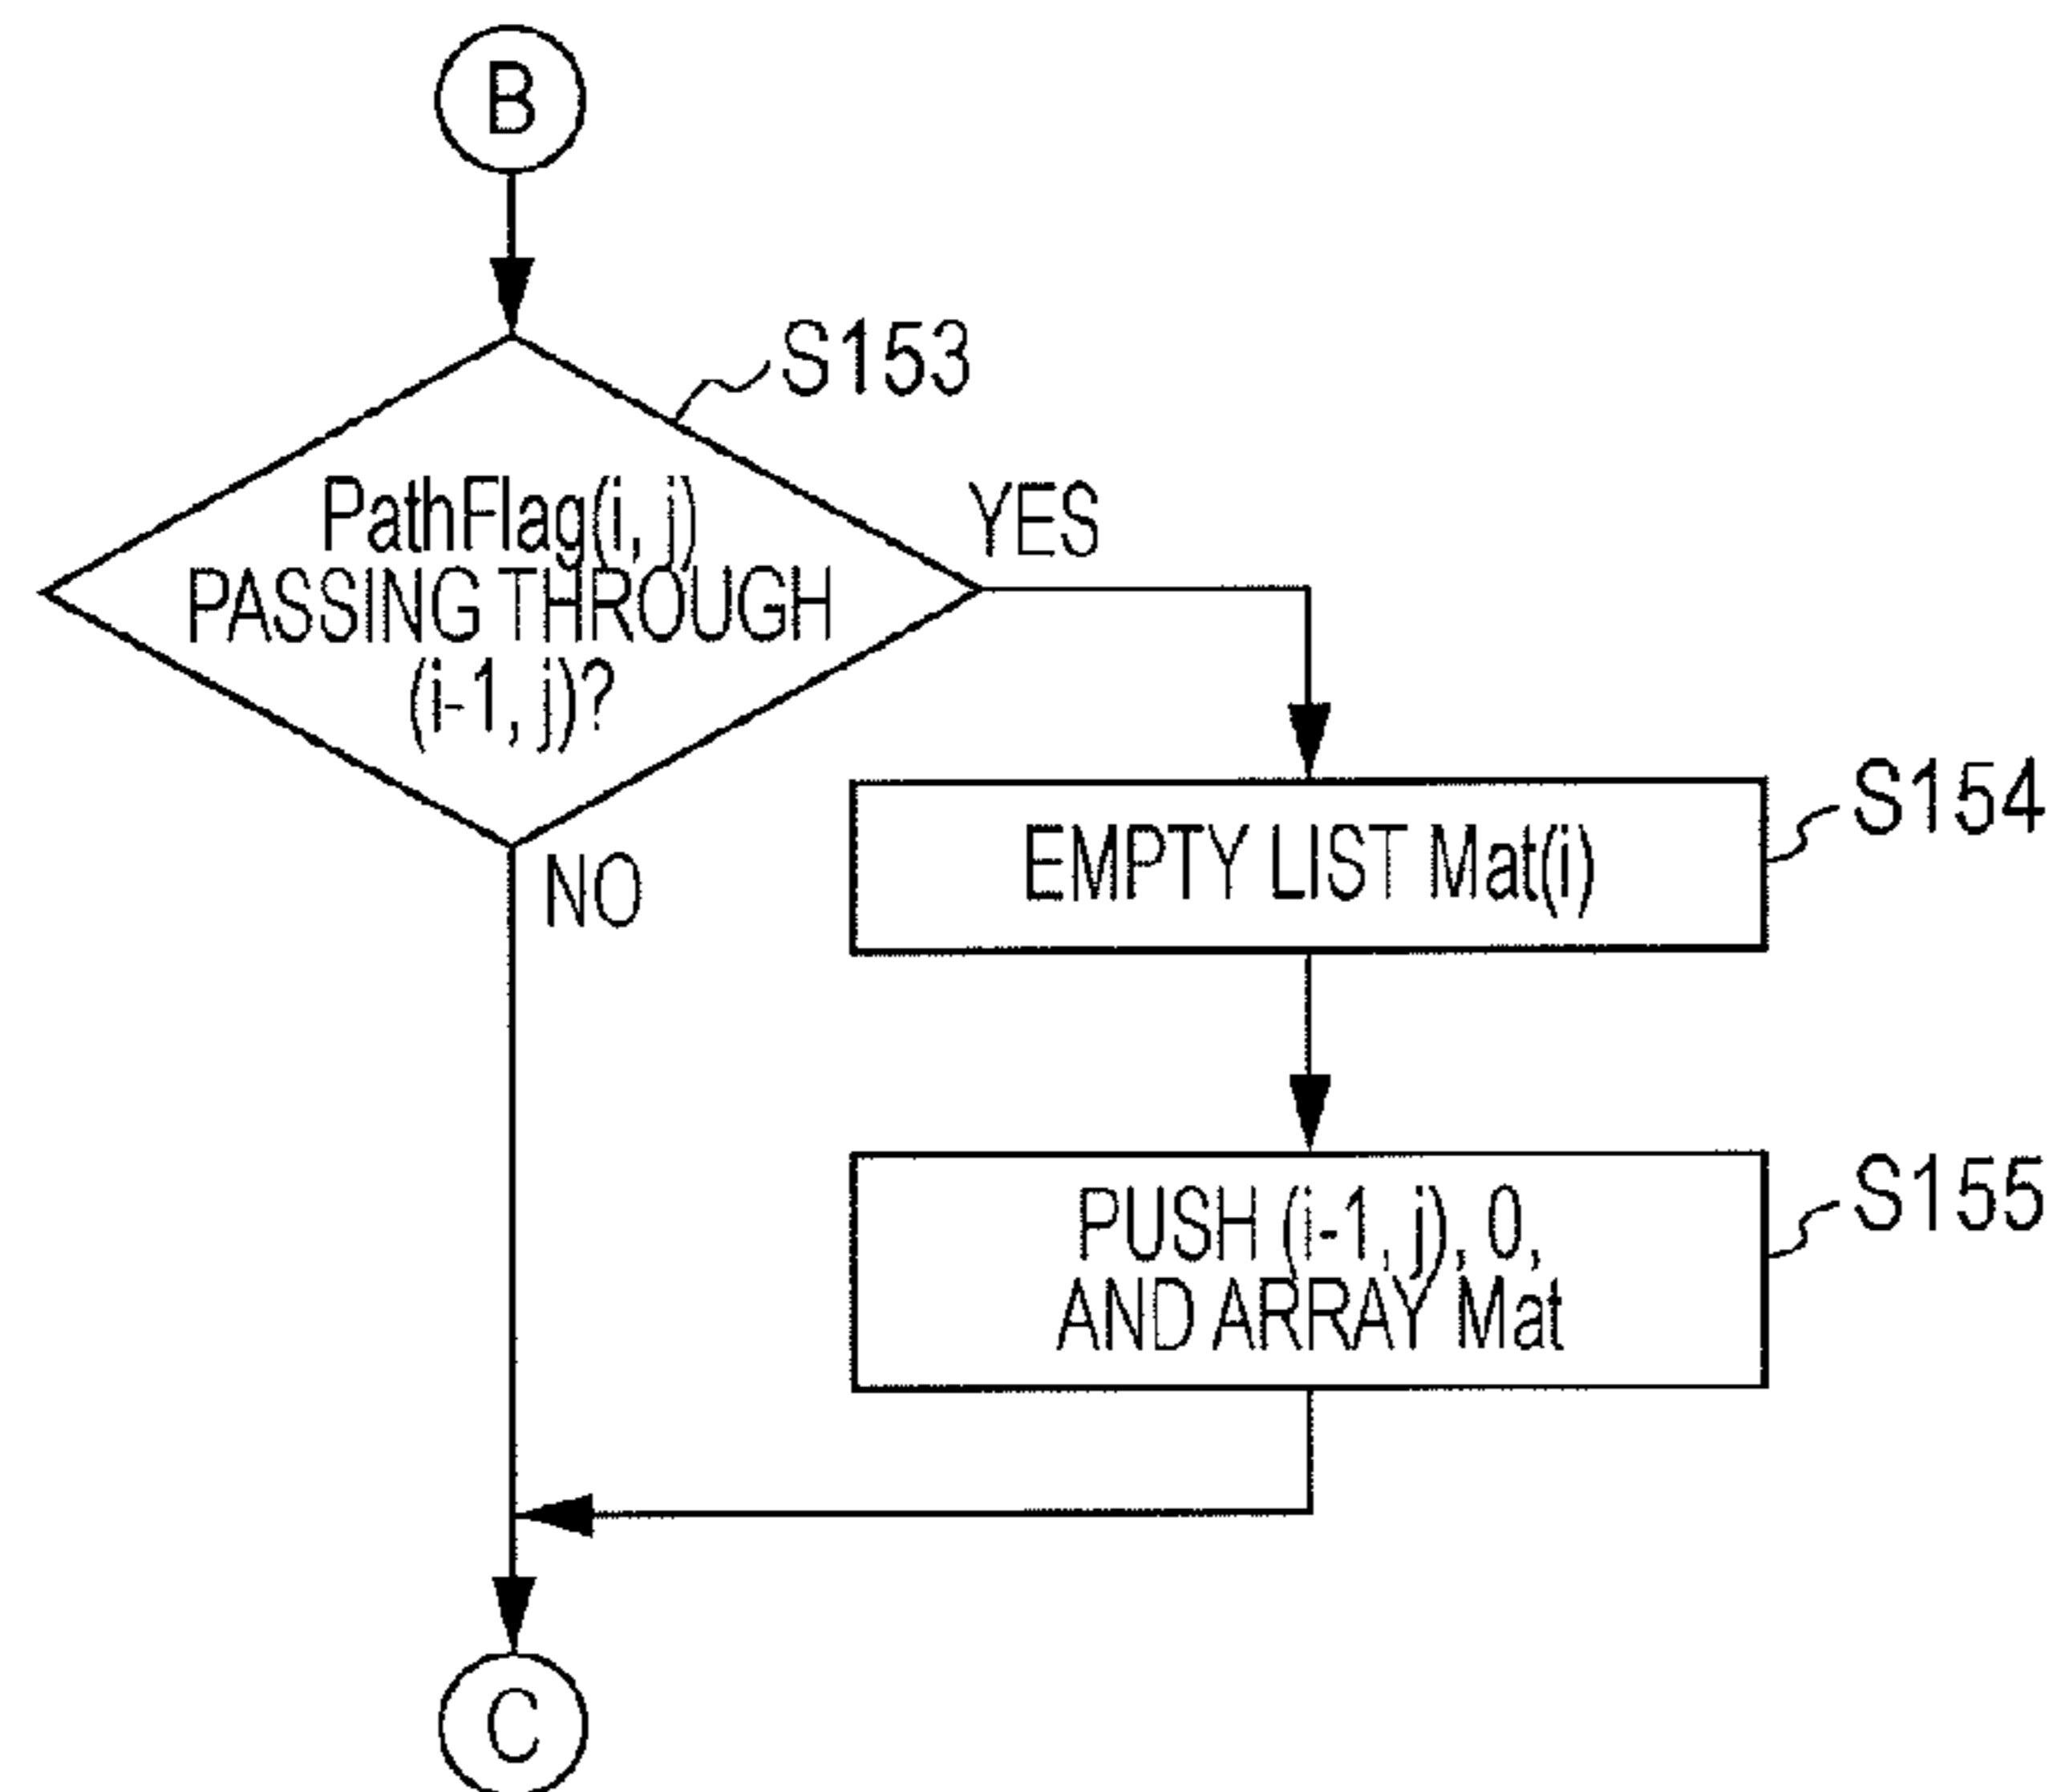 B
S153
PathFlag(i, j)
PASSING THROUGH
(i-1, j)?
YES
NO
EMPTY LIST Mat(i)
S154
PUSH (i-1, j), 0,
AND ARRAY Mat
S155
C